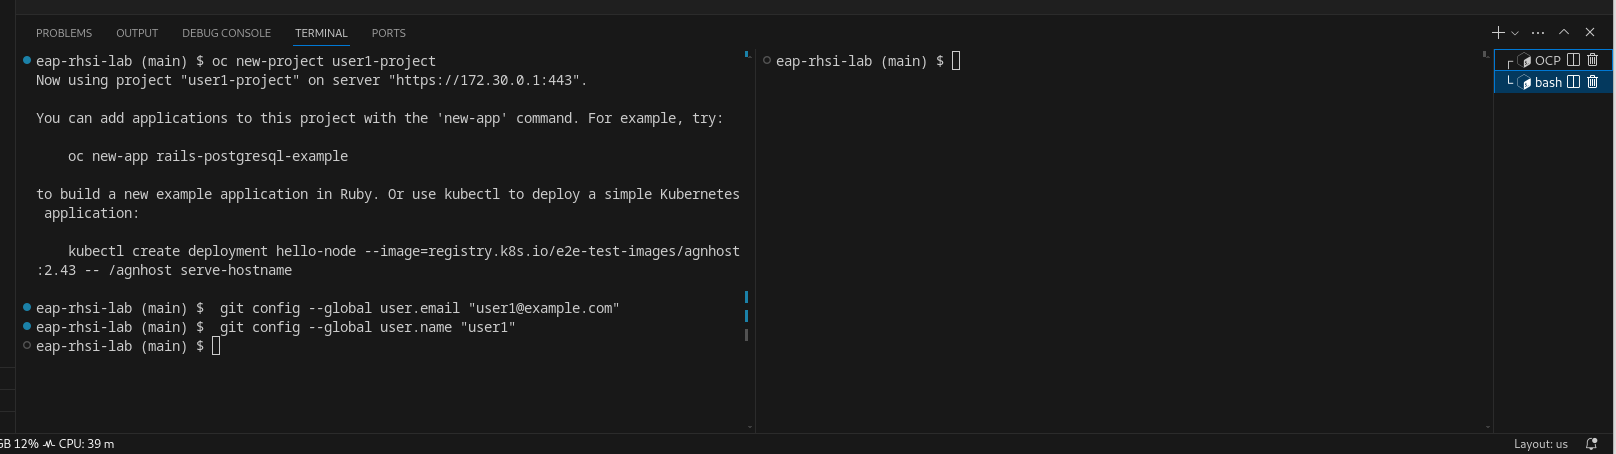 PROBLEMS OUTPUT DEBUG CONSOLE TERMINAL PORTS
eap-rhsi-lab (main) $ oc new-project user1-project
Now using project "user1-project" on server "https://172.30.0.1:443".
You can add applications to this project with the 'new-app' command. For example, try:
oc new-app rails-postgresql-example
to build a new example application in Ruby. Or use kubectl to deploy a simple Kubernetes
application:
kubectl create deployment hello-node --image=registry.k8s.io/e2e-test-images/agnhost
:2.43 -- /agnhost serve-hostname
eap-rhsi-lab (main) $  git config --global user.email "user1@example.com"
eap-rhsi-lab (main) $  git config --global user.name "user1"
eap-rhsi-lab (main) $
eap-rhsi-lab (main) $
OCP
bash
GB 12% CPU: 39 m
Layout: us